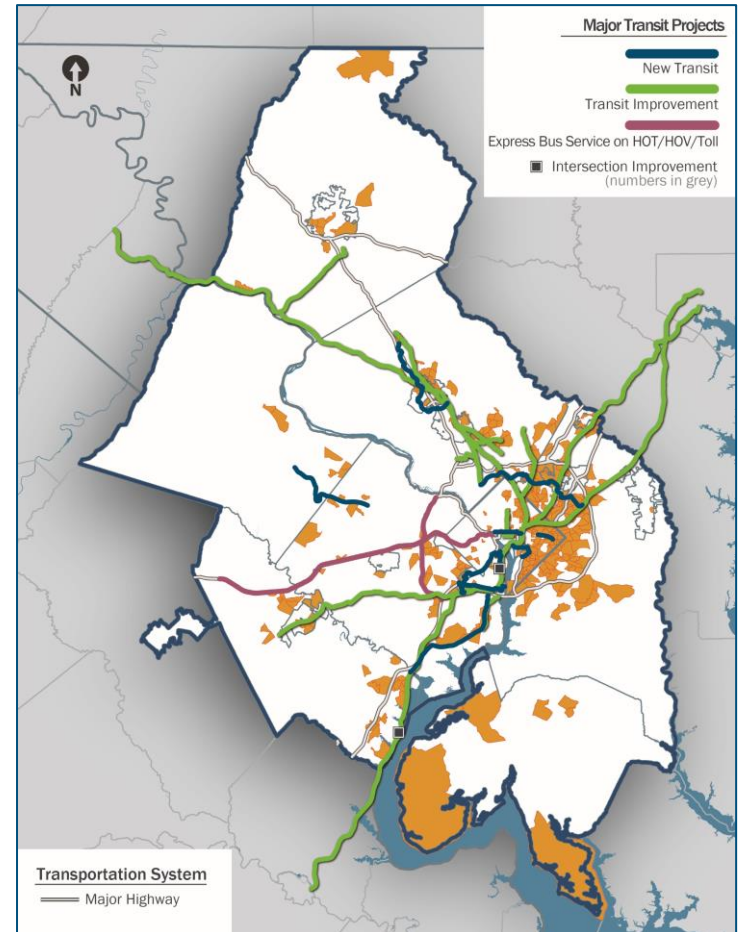 N
Major Transit Projects
New Transit
Transit Improvement
Express Bus Service on HOT/HOV/Toll
Intersection Improvement
(numbers in grey)
Transportation System
Major Highway